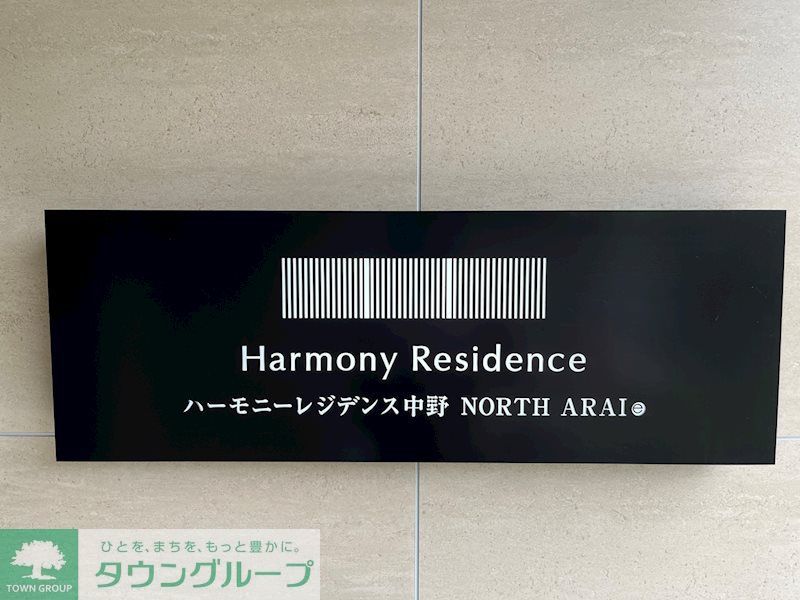 Harmony Residence
ハーモニーレジデンス中野 NORTH ARAI e
ひとを、まちを、もっと豊かに。
タウングループ
TOWN GROUP